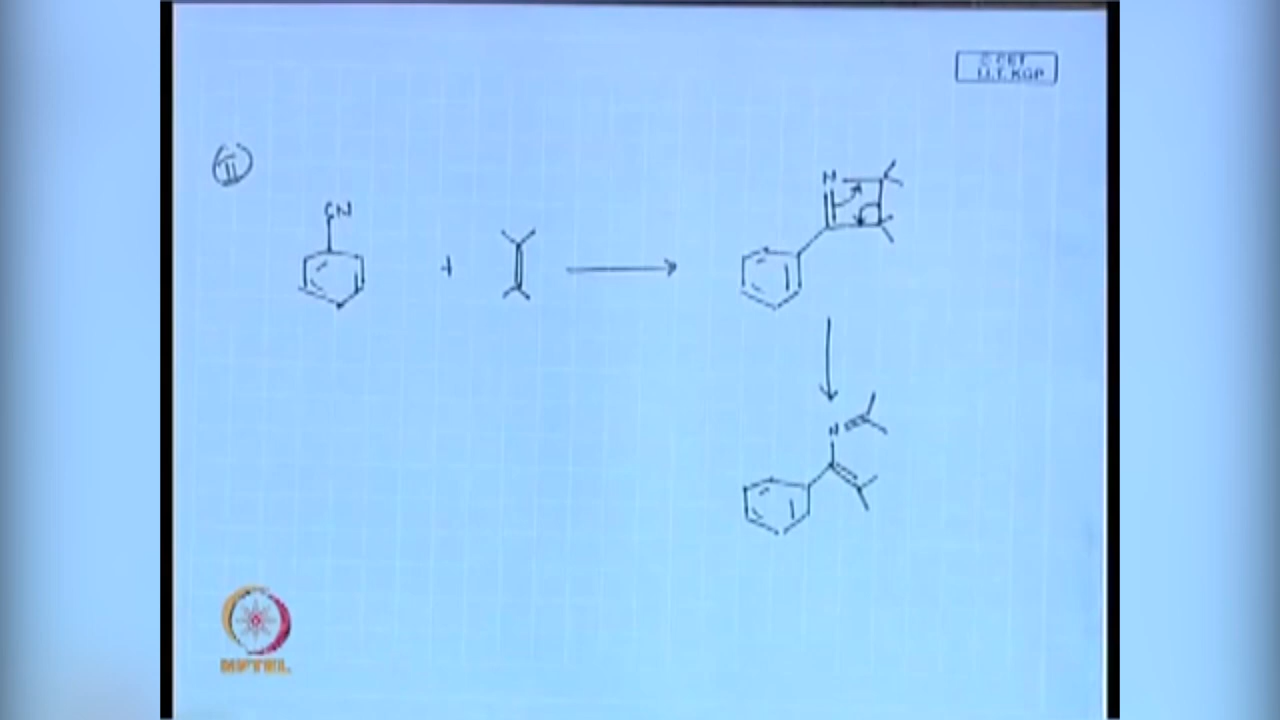 © CET
I.I.T. KGP
II
CN
+
N
N
NPTEL